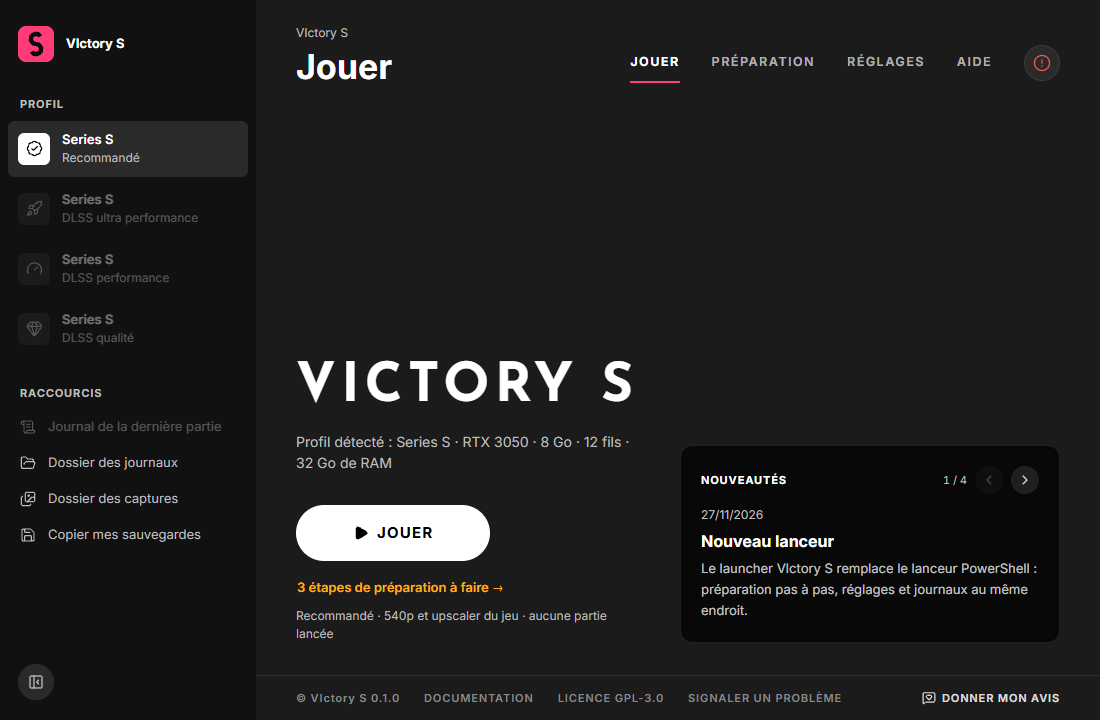 VIctory S
PROFIL
Series S
Recommandé
Series S
DLSS ultra performance
Series S
DLSS performance
Series S
DLSS qualité
RACCOURCIS
Journal de la dernière partie
Dossier des journaux
Dossier des captures
Copier mes sauvegardes
VIctory S
Jouer
JOUER
PRÉPARATION
RÉGLAGES
AIDE
VICTORY S
Profil détecté : Series S · RTX 3050 · 8 Go · 12 fils ·
32 Go de RAM
JOUER
3 étapes de préparation à faire →
Recommandé · 540p et upscaler du jeu · aucune partie
lancée
NOUVEAUTÉS
1 / 4
27/11/2026
Nouveau lanceur
Le launcher VIctory S remplace le lanceur PowerShell :
préparation pas à pas, réglages et journaux au même
endroit.
© VIctory S 0.1.0
DOCUMENTATION
LICENCE GPL-3.0
SIGNALER UN PROBLÈME
DONNER MON AVIS